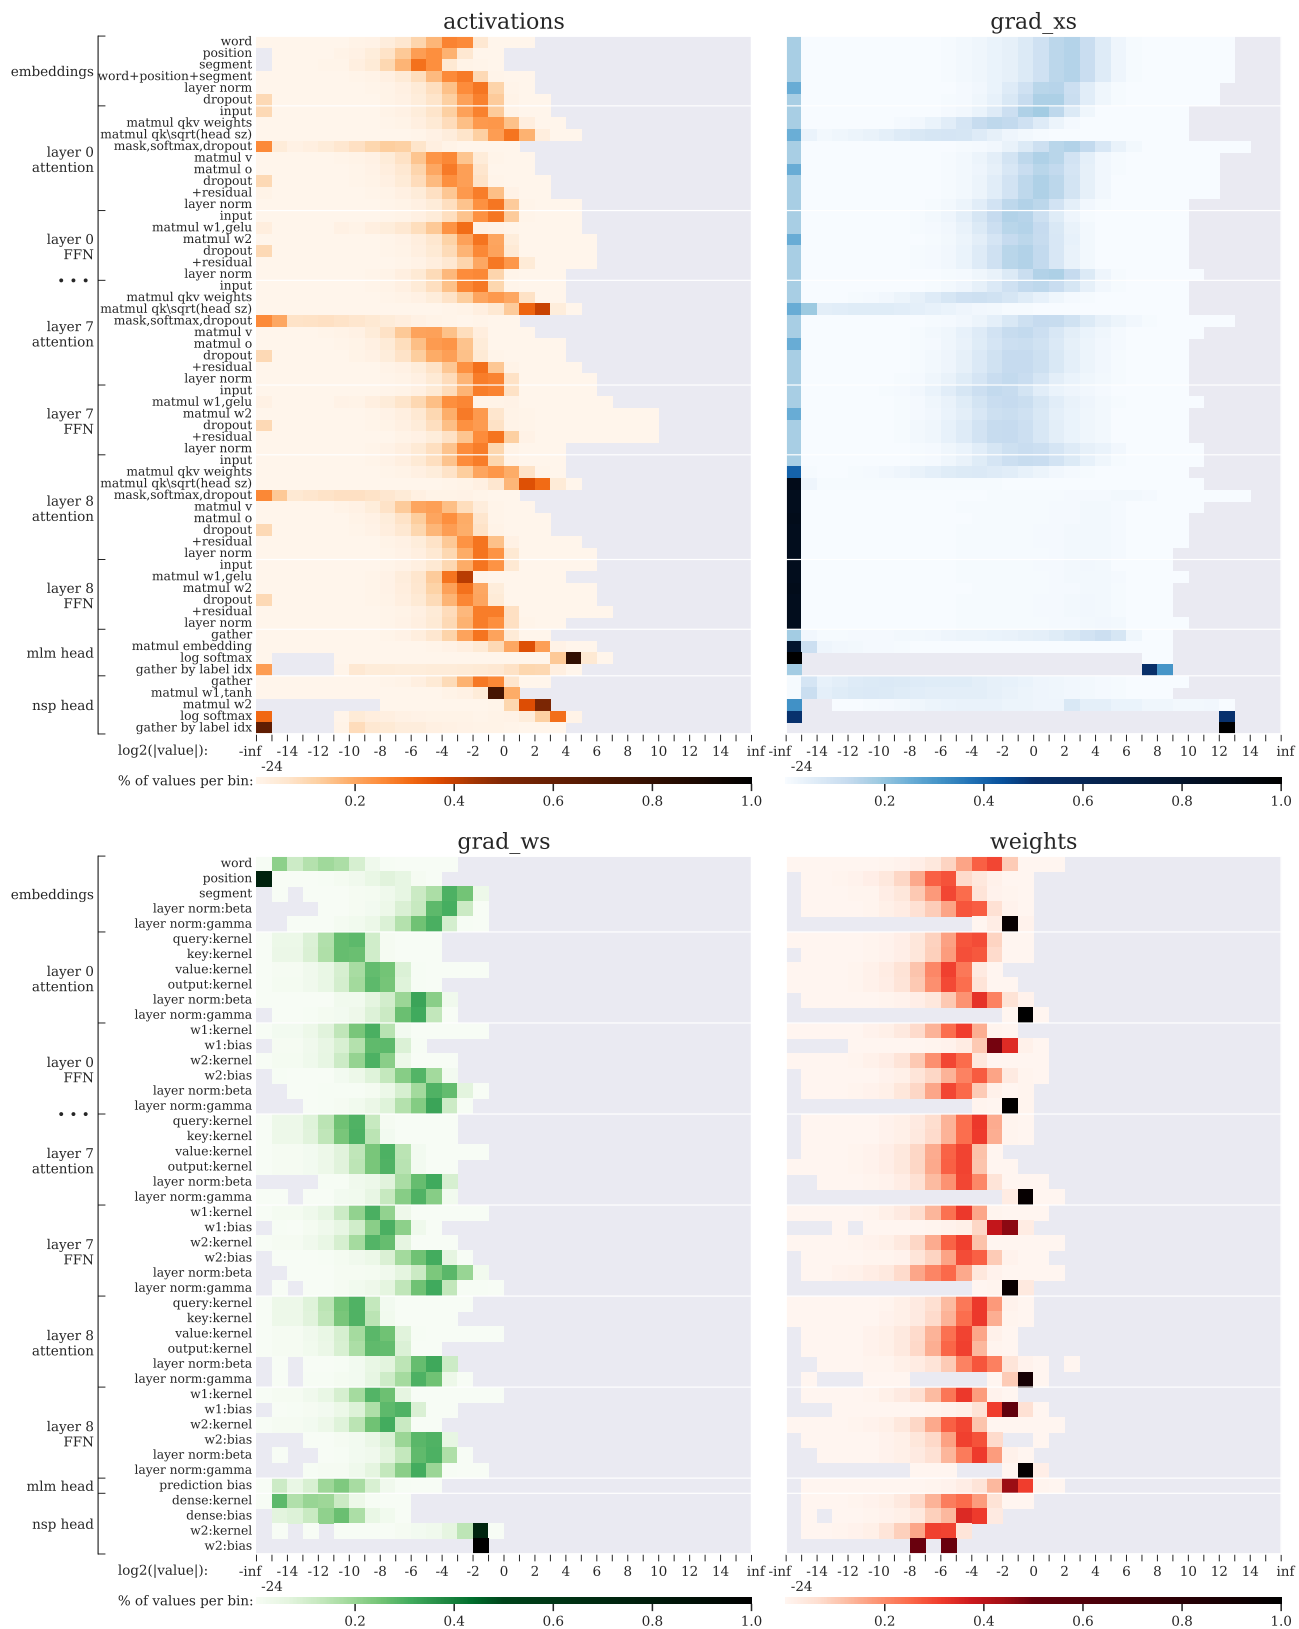 activations
grad_xs
embeddings
word
position
segment
word+position+segment
layer norm
dropout
layer 0
attention
input
matmul qkv weights
matmul qk\sqrt(head sz)
mask,softmax,dropout
matmul v
matmul o
dropout
+residual
layer norm
layer 0
FFN
input
matmul w1,gelu
matmul w2
dropout
+residual
layer norm
• • •
layer 7
attention
input
matmul qkv weights
matmul qk\sqrt(head sz)
mask,softmax,dropout
matmul v
matmul o
dropout
+residual
layer norm
layer 7
FFN
input
matmul w1,gelu
matmul w2
dropout
+residual
layer norm
layer 8
attention
input
matmul qkv weights
matmul qk\sqrt(head sz)
mask,softmax,dropout
matmul v
matmul o
dropout
+residual
layer norm
layer 8
FFN
input
matmul w1,gelu
matmul w2
dropout
+residual
layer norm
mlm head
gather
matmul embedding
log softmax
gather by label idx
nsp head
gather
matmul w1,tanh
matmul w2
log softmax
gather by label idx
log2(|value|): -inf -14 -12 -10 -8 -6 -4 -2 0 2 4 6 8 10 12 14 inf
-24
-inf -14 -12 -10 -8 -6 -4 -2 0 2 4 6 8 10 12 14 inf
-24
% of values per bin:
0.2 0.4 0.6 0.8 1.0
0.2 0.4 0.6 0.8 1.0
grad_ws
weights
embeddings
word
position
segment
layer norm:beta
layer norm:gamma
layer 0
attention
query:kernel
key:kernel
value:kernel
output:kernel
layer norm:beta
layer norm:gamma
layer 0
FFN
w1:kernel
w1:bias
w2:kernel
w2:bias
layer norm:beta
layer norm:gamma
• • •
layer 7
attention
query:kernel
key:kernel
value:kernel
output:kernel
layer norm:beta
layer norm:gamma
layer 7
FFN
w1:kernel
w1:bias
w2:kernel
w2:bias
layer norm:beta
layer norm:gamma
layer 8
attention
query:kernel
key:kernel
value:kernel
output:kernel
layer norm:beta
layer norm:gamma
layer 8
FFN
w1:kernel
w1:bias
w2:kernel
w2:bias
layer norm:beta
layer norm:gamma
mlm head
prediction bias
nsp head
dense:kernel
dense:bias
w2:kernel
w2:bias
log2(|value|): -inf -14 -12 -10 -8 -6 -4 -2 0 2 4 6 8 10 12 14 inf
-24
-inf -14 -12 -10 -8 -6 -4 -2 0 2 4 6 8 10 12 14 inf
-24
% of values per bin:
0.2 0.4 0.6 0.8 1.0
0.2 0.4 0.6 0.8 1.0